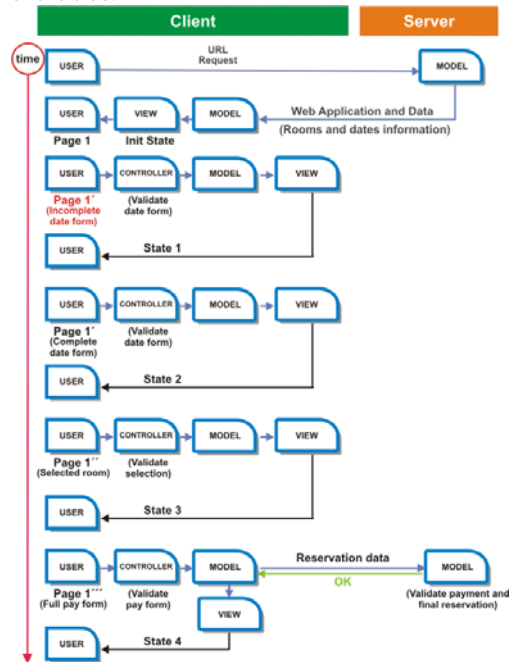 Client
Server
time
USER
URL
Request
MODEL
USER
VIEW
MODEL
Web Application and Data
(Rooms and dates information)
Page 1
Init State
USER
CONTROLLER
MODEL
VIEW
Page 1´
(Incomplete
date form)
(Validate
date form)
USER
State 1
USER
CONTROLLER
MODEL
VIEW
Page 1´
(Complete
date form)
(Validate
date form)
USER
State 2
USER
CONTROLLER
MODEL
VIEW
Page 1´´
(Selected room)
(Validate
selection)
USER
State 3
USER
CONTROLLER
MODEL
Reservation data
OK
MODEL
Page 1´´´
(Full pay form)
(Validate
pay form)
(Validate payment and
final reservation)
VIEW
USER
State 4